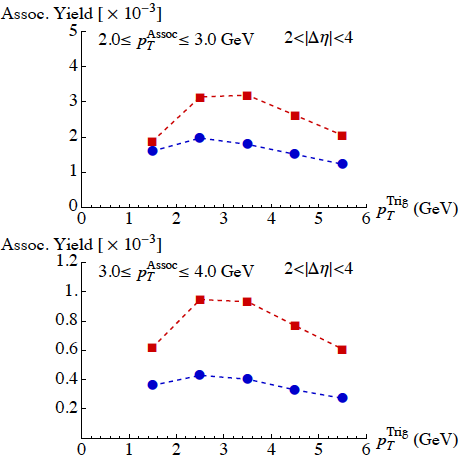 Assoc. Yield [ × 10⁻³]
5
2.0≤ p_T^Assoc ≤ 3.0 GeV
2<|Δη|<4
4
3
2
1
0
0 1 2 3 4 5 6
p_T^Trig (GeV)
Assoc. Yield [ × 10⁻³]
1.2
3.0≤ p_T^Assoc ≤ 4.0 GeV
2<|Δη|<4
1.
0.8
0.6
0.4
0.2
0 1 2 3 4 5 6
p_T^Trig (GeV)